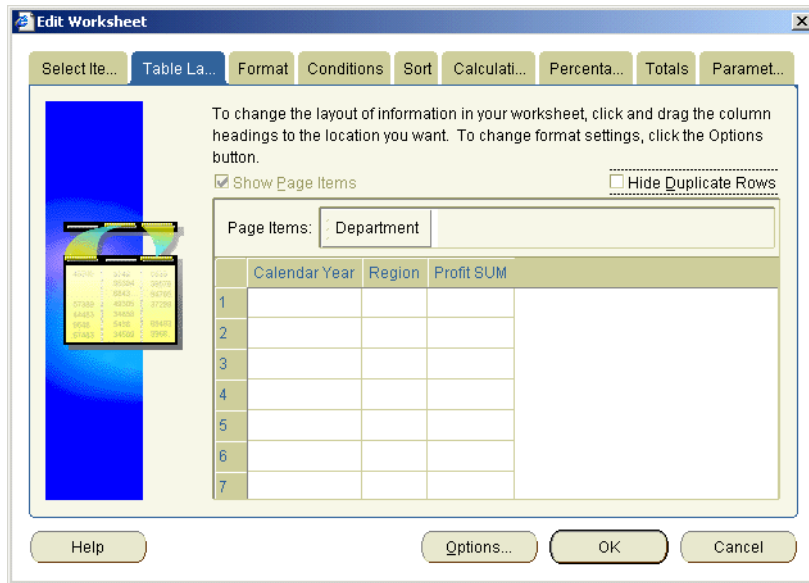 Edit Worksheet
Select Ite... Table La... Format Conditions Sort Calculati... Percenta... Totals Paramet...
To change the layout of information in your worksheet, click and drag the column
headings to the location you want. To change format settings, click the Options
button.
Show Page Items Hide Duplicate Rows
Page Items: Department
Calendar Year Region Profit SUM
1
2
3
4
5
6
7
Help Options... OK Cancel